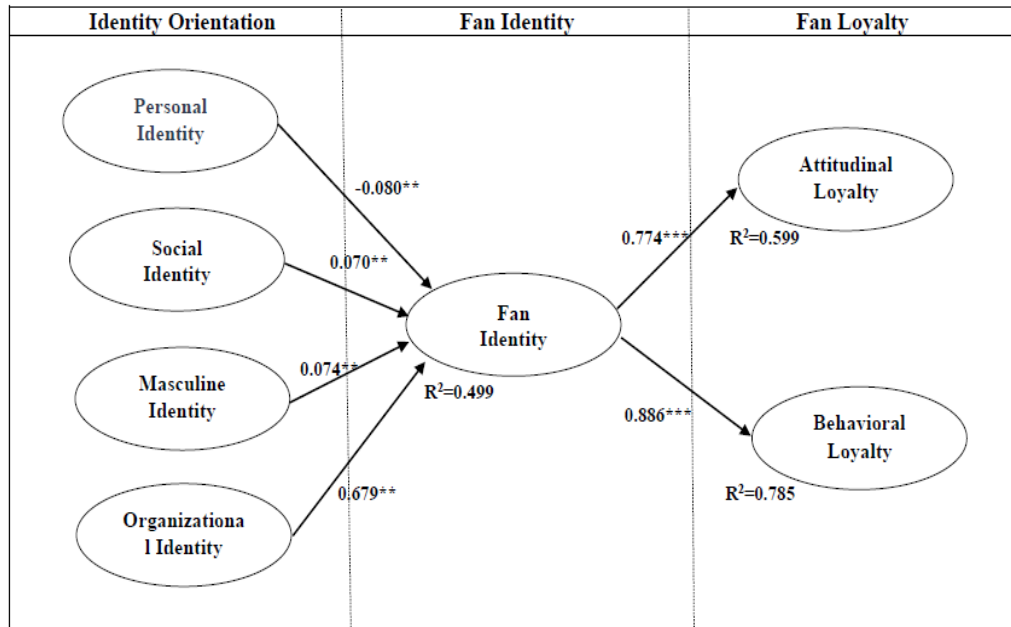 Identity Orientation
Fan Identity
Fan Loyalty
Personal
Identity
-0.080**
Social
Identity
0.070**
Masculine
Identity
0.074**
Organizationa
l Identity
0.679**
Fan
Identity
R²=0.499
0.774***
Attitudinal
Loyalty
R²=0.599
0.886***
Behavioral
Loyalty
R²=0.785